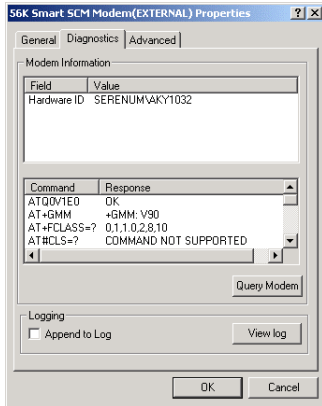 56K Smart SCM Modem(EXTERNAL) Properties
General Diagnostics Advanced
Modem Information
Field Value
Hardware ID SERENUM\AKY1032
Command Response
ATQ0V1E0 OK
AT+GMM +GMM: V90
AT+FCLASS=? 0,1,1.0,2,8,10
AT#CLS=? COMMAND NOT SUPPORTED
Query Modem
Logging
Append to Log View log
OK Cancel